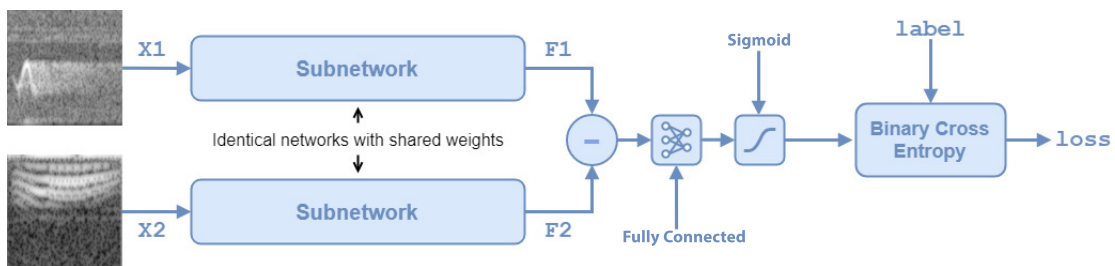 X1
Subnetwork
F1
Sigmoid
label
Identical networks with shared weights
-
Binary Cross
Entropy
loss
X2
Subnetwork
F2
Fully Connected